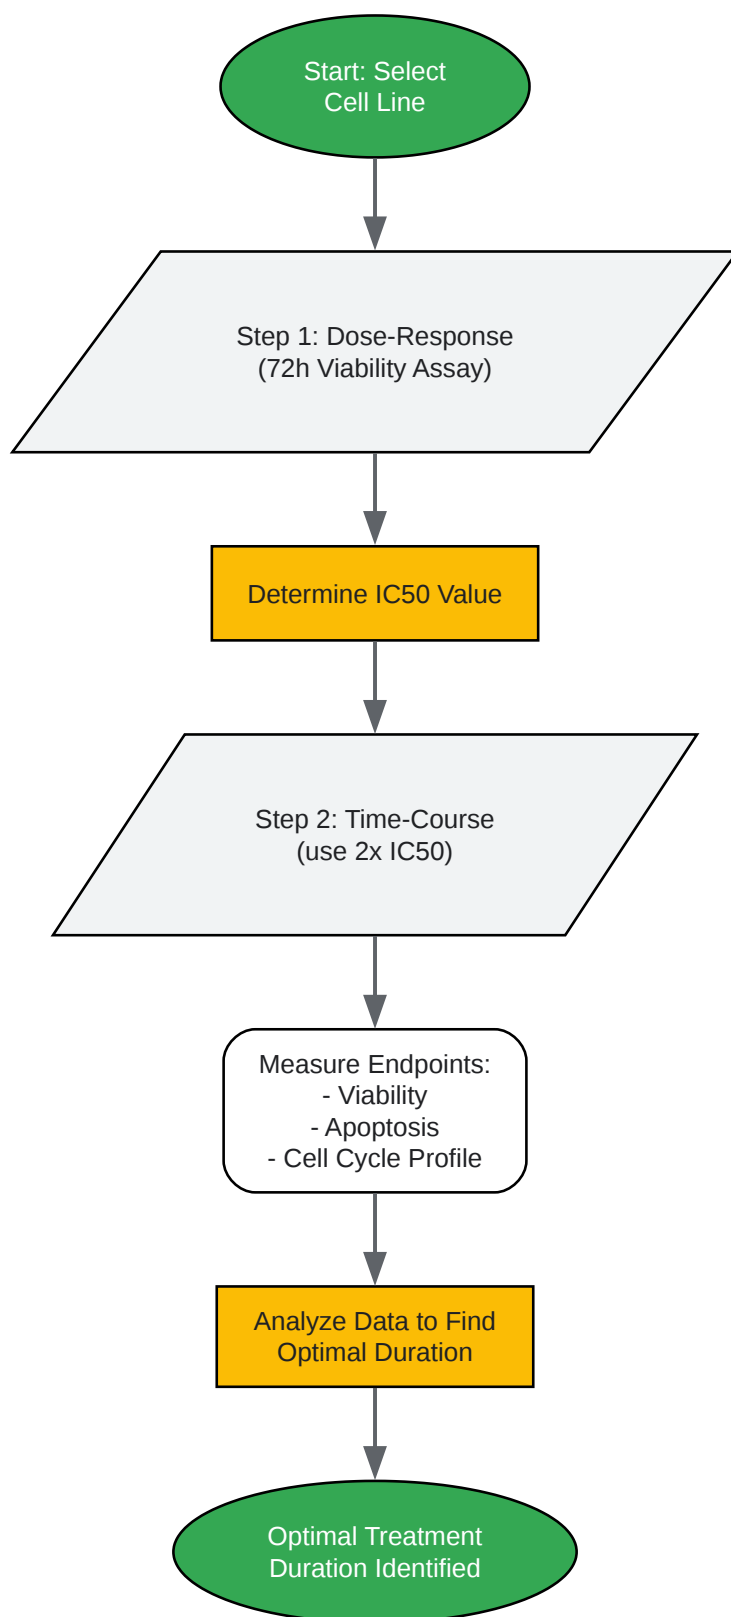 Start: Select
Cell Line
Step 1: Dose-Response
(72h Viability Assay)
Determine IC50 Value
Step 2: Time-Course
(use 2x IC50)
Measure Endpoints:
- Viability
- Apoptosis
- Cell Cycle Profile
Analyze Data to Find
Optimal Duration
Optimal Treatment
Duration Identified